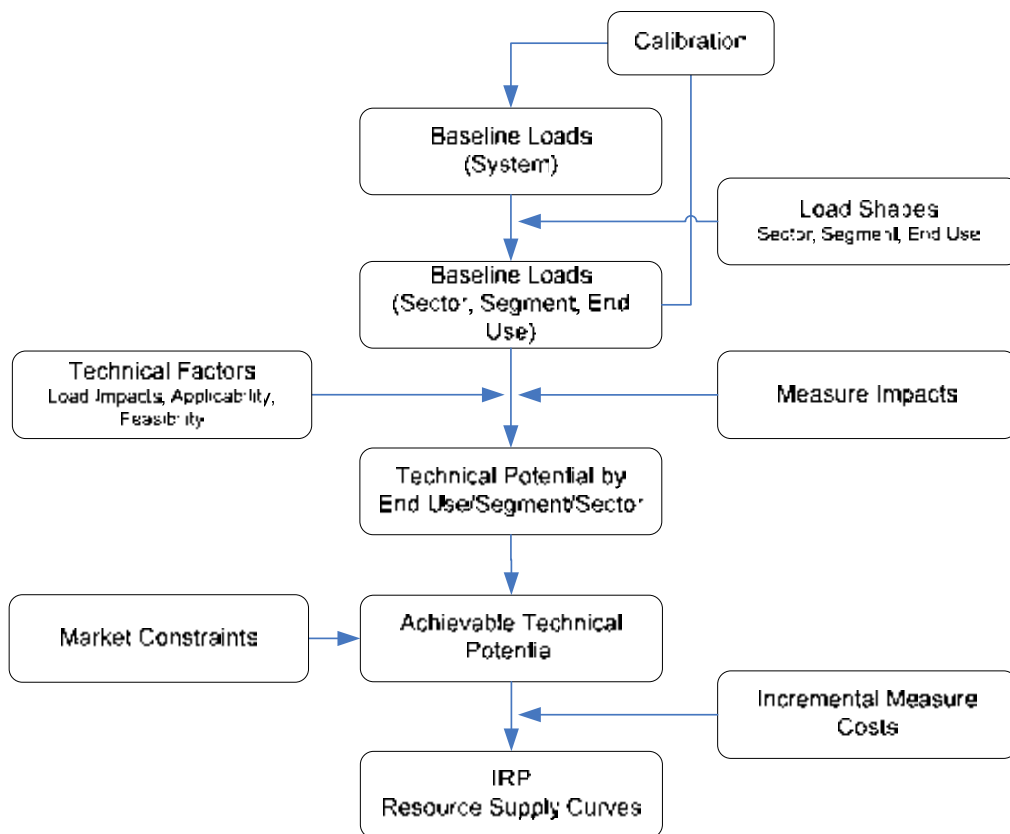 Calibration
Baseline Loads
(System)
Load Shapes
Sector, Segment, End Use
Baseline Loads
(Sector, Segment, End
Use)
Technical Factors
Load Impacts, Applicability,
Feasibility
Measure Impacts
Technical Potential by
End Use/Segment/Sector
Market Constraints
Achievable Technical
Potentia
Incremental Measure
Costs
IRP
Resource Supply Curves